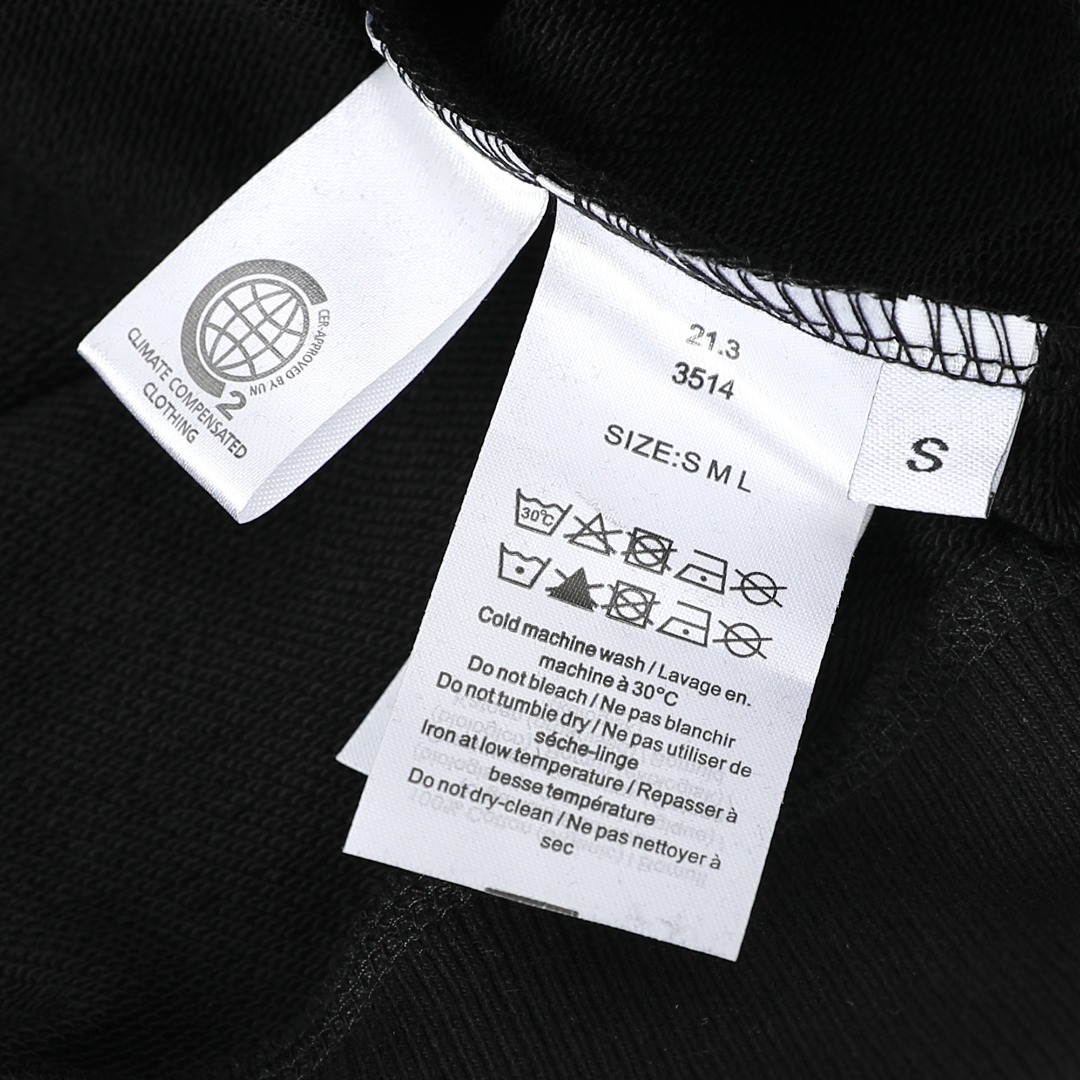 CER-APPROVED BY UN
2
CLIMATE COMPENSATED
CLOTHING
21.3
3514
SIZE:S M L
S
30°C
Cold machine wash / Lavage en.
machine à 30°C
Do not bleach / Ne pas blanchir
Do not tumble dry / Ne pas utiliser de
séche-linge
Iron at low temperature / Repasser à
besse température
Do not dry-clean / Ne pas nettoyer à
sec